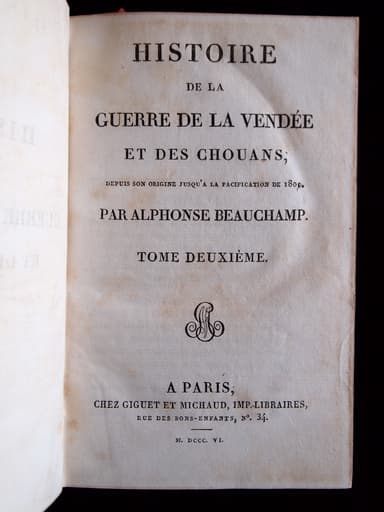 HISTOIRE
DE LA
GUERRE DE LA VENDÉE
ET DES CHOUANS,
DEPUIS SON ORIGINE JUSQU'A LA PACIFICATION DE 1800.
PAR ALPHONSE BEAUCHAMP.
TOME DEUXIÈME.
A PARIS,
CHEZ GIGUET ET MICHAUD, IMP.-LIBRAIRES,
RUE DES BONS-ENFANTS, N°. 34.
M. DCCC. VI.